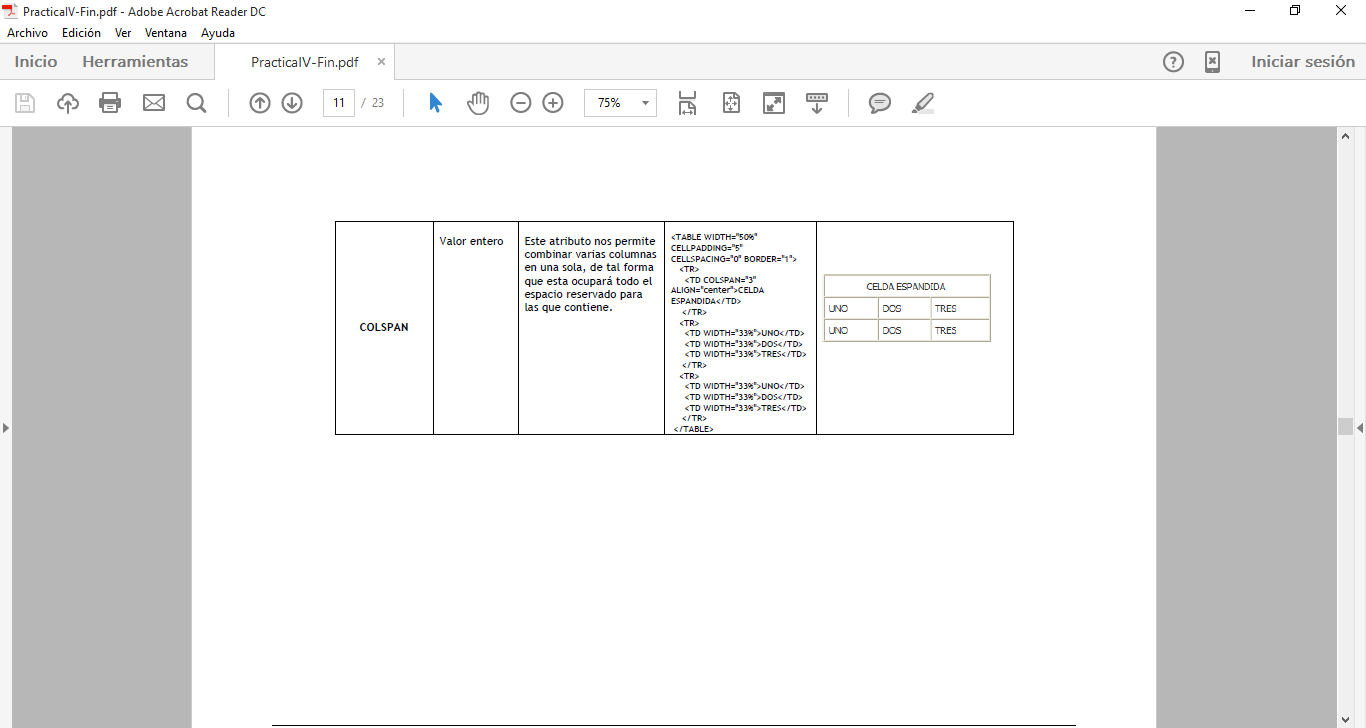 PracticaIV-Fin.pdf - Adobe Acrobat Reader DC
Archivo Edición Ver Ventana Ayuda
Inicio Herramientas PracticaIV-Fin.pdf × ? Iniciar sesión
11 / 23 75%
COLSPAN
Valor entero
Este atributo nos permite
combinar varias columnas
en una sola, de tal forma
que esta ocupará todo el
espacio reservado para
las que contiene.
<TABLE WIDTH="50%"
CELLPADDING="5"
CELLSPACING="0" BORDER="1">
<TR>
<TD COLSPAN="3"
ALIGN="center">CELDA
ESPANDIDA</TD>
</TR>
<TR>
<TD WIDTH="33%">UNO</TD>
<TD WIDTH="33%">DOS</TD>
<TD WIDTH="33%">TRES</TD>
</TR>
<TR>
<TD WIDTH="33%">UNO</TD>
<TD WIDTH="33%">DOS</TD>
<TD WIDTH="33%">TRES</TD>
</TR>
</TABLE>
CELDA ESPANDIDA
UNO DOS TRES
UNO DOS TRES